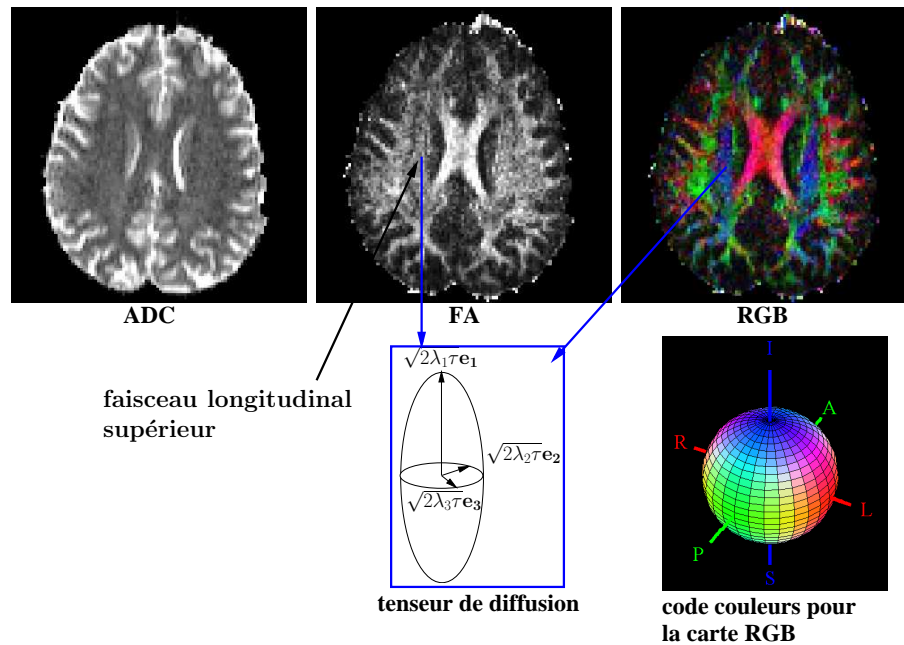 ADC
FA
RGB
faisceau longitudinal
supérieur
√2λ₁τe₁
√2λ₂τe₂
√2λ₃τe₃
tenseur de diffusion
I
A
R
L
P
S
code couleurs pour
la carte RGB